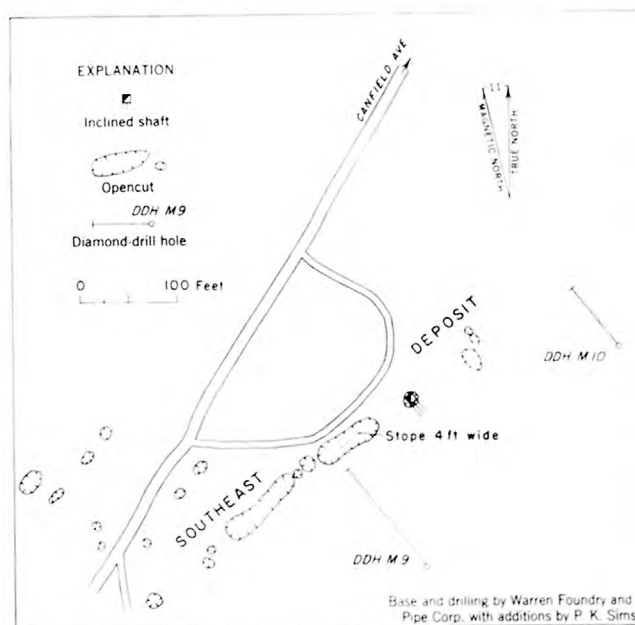 EXPLANATION
Inclined shaft
Opencut
DDH M9
Diamond-drill hole
0 100 Feet
CANFIELD AVE
11
MAGNETIC NORTH
TRUE NORTH
DEPOSIT
DDH M10
Stope 4 ft wide
SOUTHEAST
DDH M9
Base and drilling by Warren Foundry and
Pipe Corp. with additions by P. K. Sims